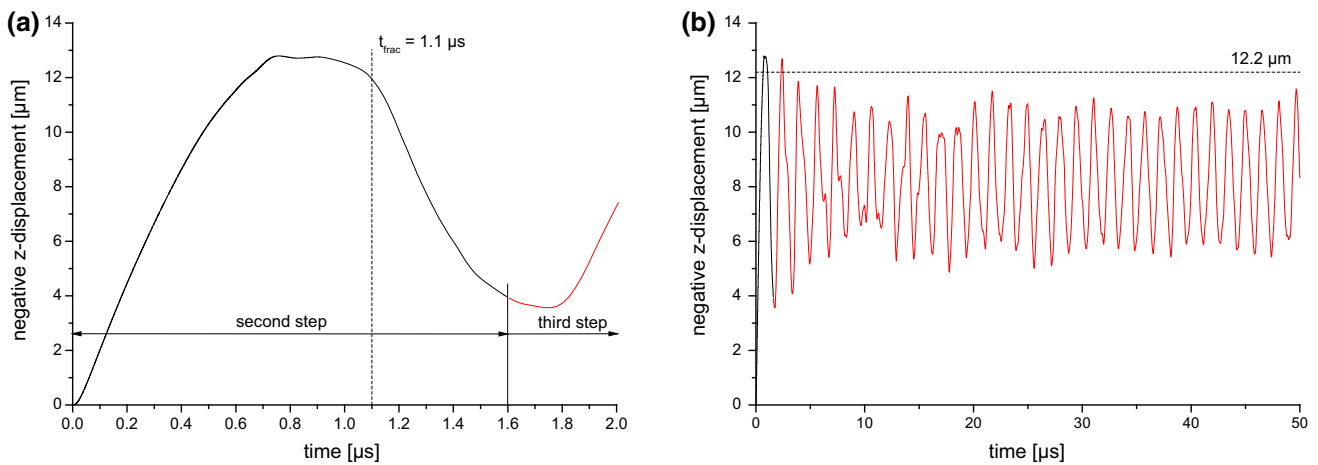 (a)
negative z-displacement [µm]
14
12
10
8
6
4
2
0
t_frac = 1.1 µs
second step
third step
0.0 0.2 0.4 0.6 0.8 1.0 1.2 1.4 1.6 1.8 2.0
time [µs]
(b)
negative z-displacement [µm]
14
12
10
8
6
4
2
0
12.2 µm
0 10 20 30 40 50
time [µs]